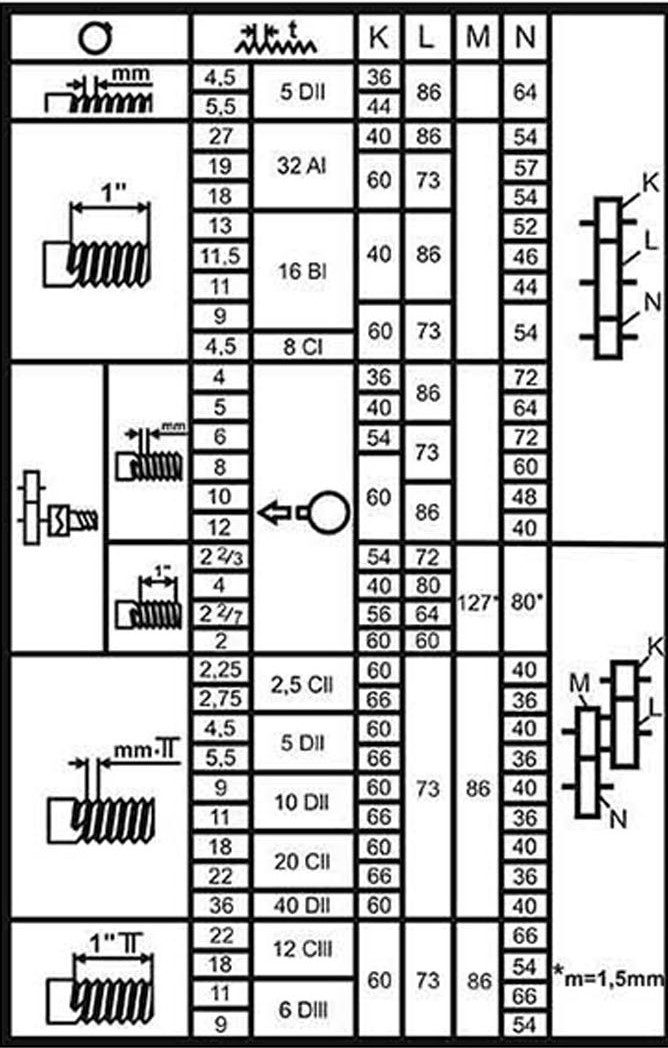 t K L M N
mm 4,5 5 DII 36 86 64
5,5 44
1" 27 32 AI 40 86 54
19 60 73 57
18 54
13 16 BI 40 86 52
11,5 46
11 44
9 60 73 54
4,5 8 CI
K
L
N
mm 4 36 86 72
5 40 64
6 54 73 72
8 60 60
10 86 48
12 40
1" 2 2/3 54 72 127* 80*
4 40 80
2 2/7 56 64
2 60 60
mm·π 2,25 2,5 CII 60 73 86 40
2,75 66 36
4,5 5 DII 60 40
5,5 66 36
9 10 DII 60 40
11 66 36
18 20 CII 60 40
22 66 36
36 40 DII 60 40
K
M
L
N
1" π 22 12 CIII 60 73 86 66
18 54
11 6 DIII 66
9 54
*m=1,5mm